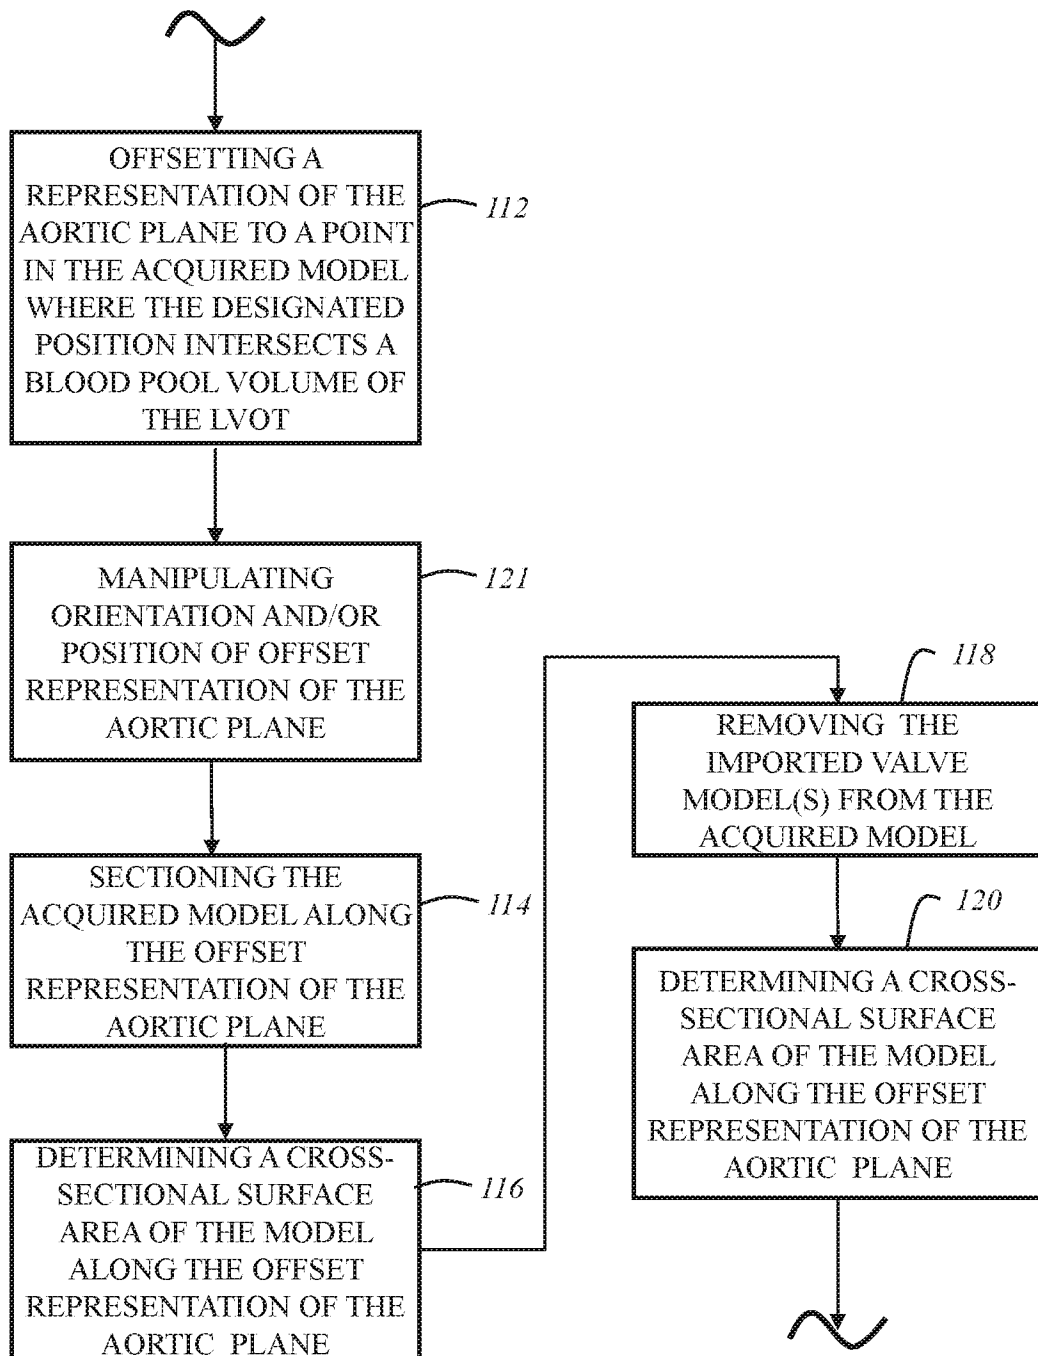 OFFSETTING A
REPRESENTATION OF THE
AORTIC PLANE TO A POINT
IN THE ACQUIRED MODEL
WHERE THE DESIGNATED
POSITION INTERSECTS A
BLOOD POOL VOLUME OF
THE LVOT
112
MANIPULATING
ORIENTATION AND/OR
POSITION OF OFFSET
REPRESENTATION OF THE
AORTIC PLANE
121
SECTIONING THE
ACQUIRED MODEL ALONG
THE OFFSET
REPRESENTATION OF THE
AORTIC PLANE
114
DETERMINING A CROSS-
SECTIONAL SURFACE
AREA OF THE MODEL
ALONG THE OFFSET
REPRESENTATION OF THE
AORTIC PLANE
116
118
REMOVING THE
IMPORTED VALVE
MODEL(S) FROM THE
ACQUIRED MODEL
120
DETERMINING A CROSS-
SECTIONAL SURFACE
AREA OF THE MODEL
ALONG THE OFFSET
REPRESENTATION OF THE
AORTIC PLANE